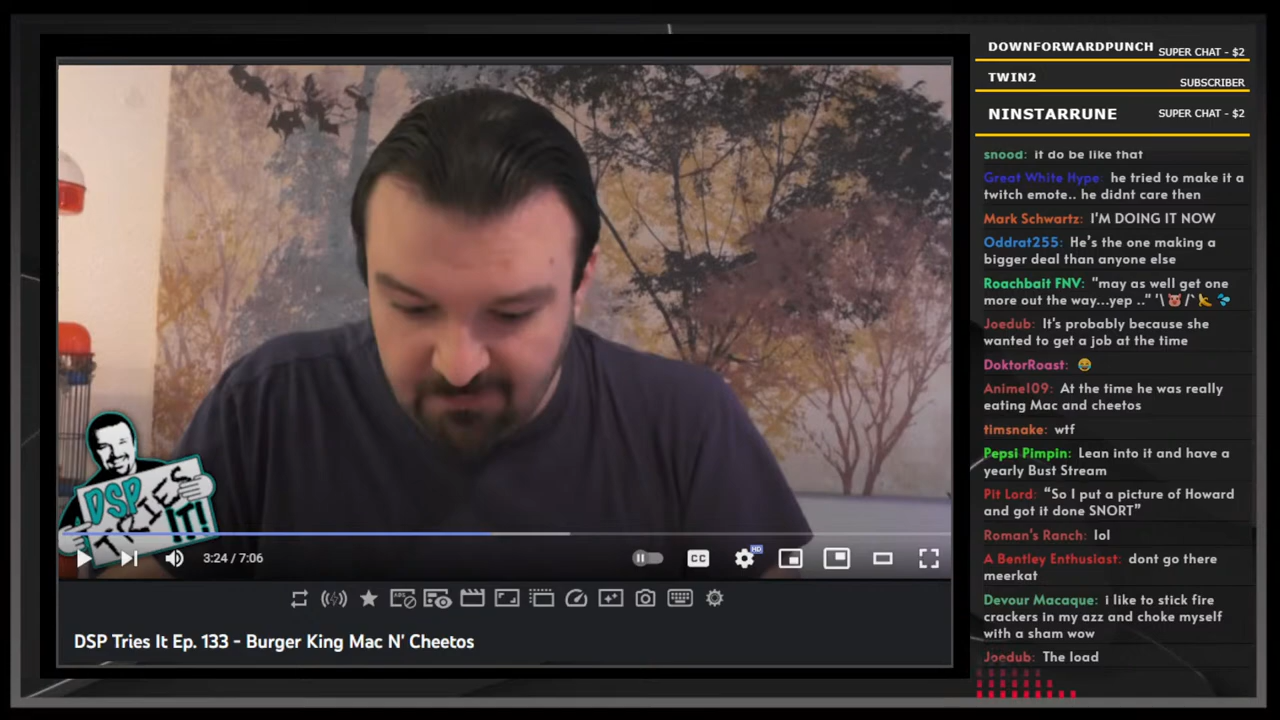 DOWNFORWARDPUNCH SUPER CHAT - $2
TWIN2 SUBSCRIBER
NINSTARRUNE SUPER CHAT - $2
snood: it do be like that
Great White Hype: he tried to make it a
twitch emote.. he didnt care then
Mark Schwartz: I'M DOING IT NOW
Oddrat255: He's the one making a
bigger deal than anyone else
Roachbait FNV: "may as well get one
more out the way...yep .." '\🐷/`🍌💦
Joedub: It's probably because she
wanted to get a job at the time
DoktorRoast: 😂
Anime109: At the time he was really
eating Mac and cheetos
timsnake: wtf
Pepsi Pimpin: Lean into it and have a
yearly Bust Stream
Pit Lord: “So I put a picture of Howard
and got it done SNORT”
Roman's Ranch: lol
A Bentley Enthusiast: dont go there
meerkat
Devour Macaque: i like to stick fire
crackers in my azz and choke myself
with a sham wow
Joedub: The load
DSP
TRIES
IT!
3:24 / 7:06
CC
HD
DSP Tries It Ep. 133 - Burger King Mac N' Cheetos